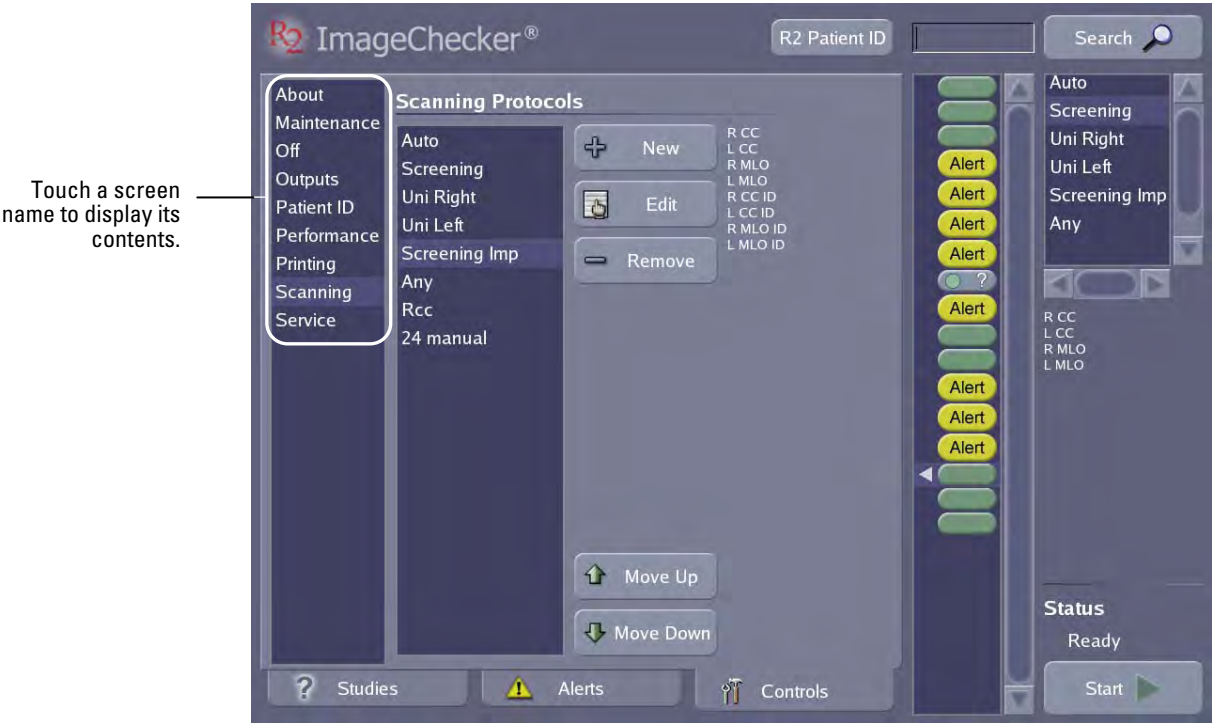 R2 ImageChecker®
R2 Patient ID
Search
Touch a screen
name to display its
contents.
About
Maintenance
Off
Outputs
Patient ID
Performance
Printing
Scanning
Service
Scanning Protocols
Auto
Screening
Uni Right
Uni Left
Screening Imp
Any
Rcc
24 manual
New
Edit
Remove
Move Up
Move Down
R CC
L CC
R MLO
L MLO
R CC ID
L CC ID
R MLO ID
L MLO ID
Alert
Alert
Alert
Alert
?
Alert
Alert
Alert
Alert
Auto
Screening
Uni Right
Uni Left
Screening Imp
Any
R CC
L CC
R MLO
L MLO
Status
Ready
Start
? Studies
! Alerts
Controls